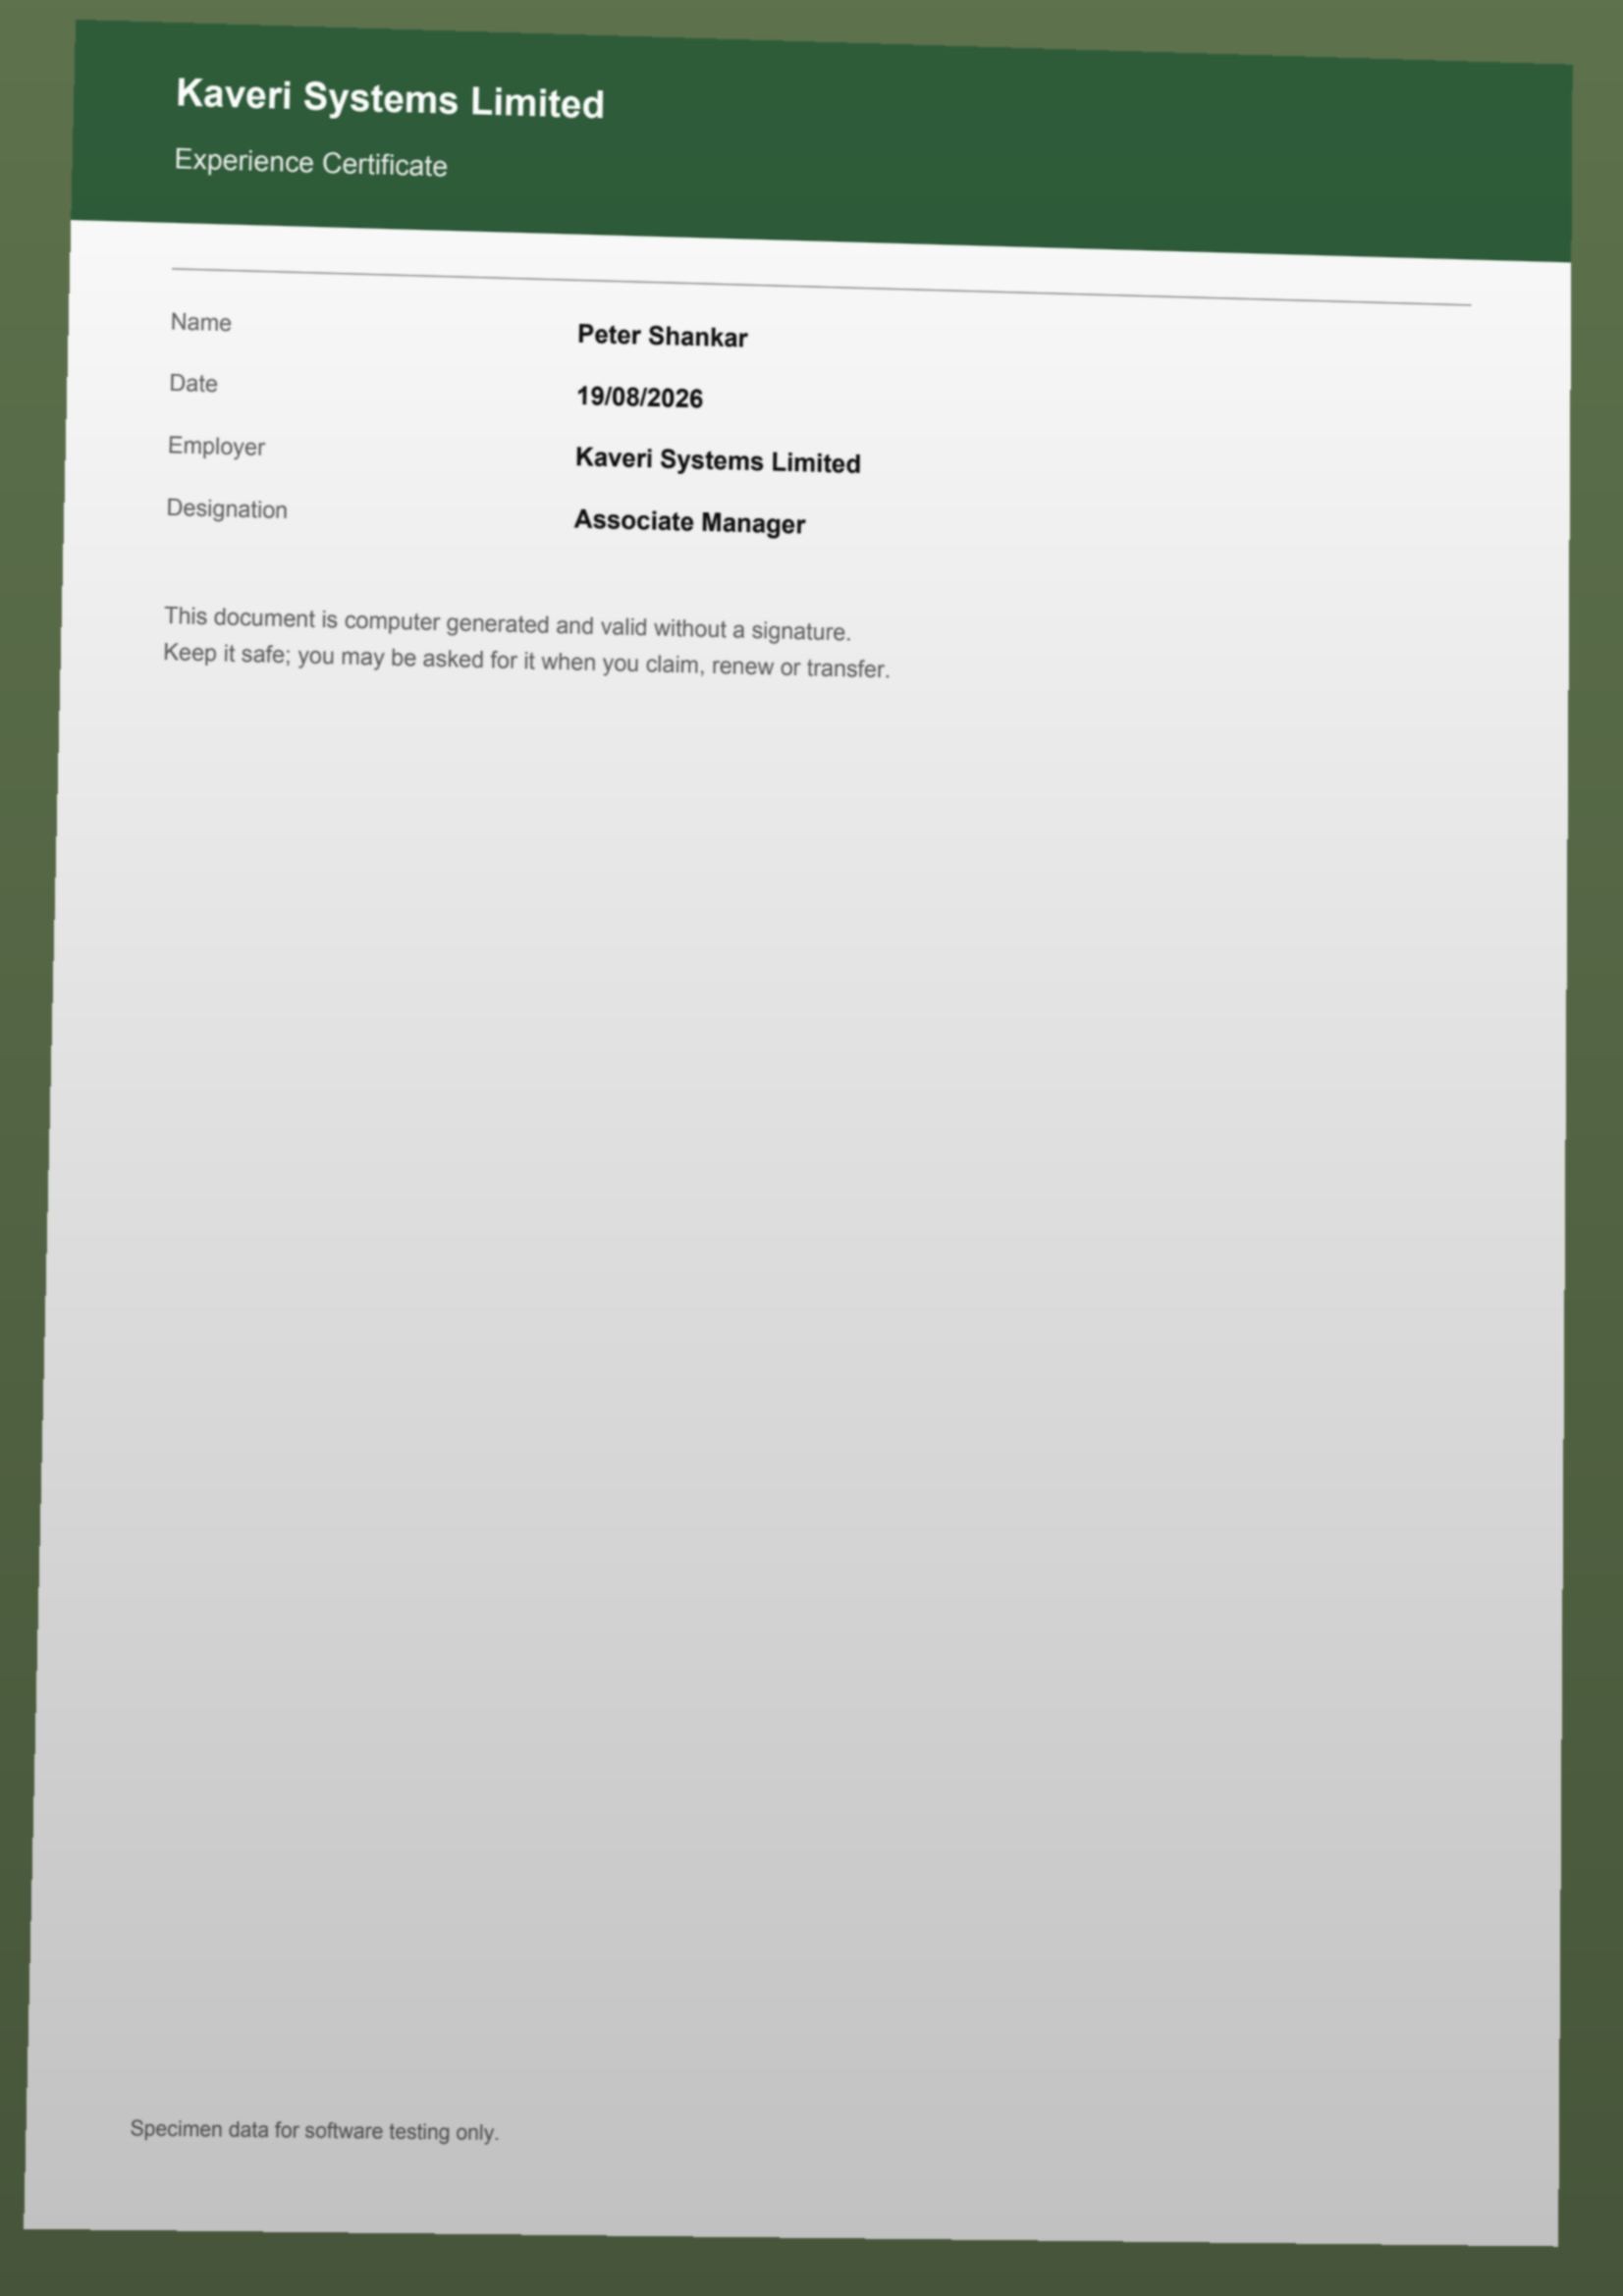 Kaveri Systems Limited
Experience Certificate
Name Peter Shankar
Date 19/08/2026
Employer Kaveri Systems Limited
Designation Associate Manager
This document is computer generated and valid without a signature.
Keep it safe; you may be asked for it when you claim, renew or transfer.
Specimen data for software testing only.